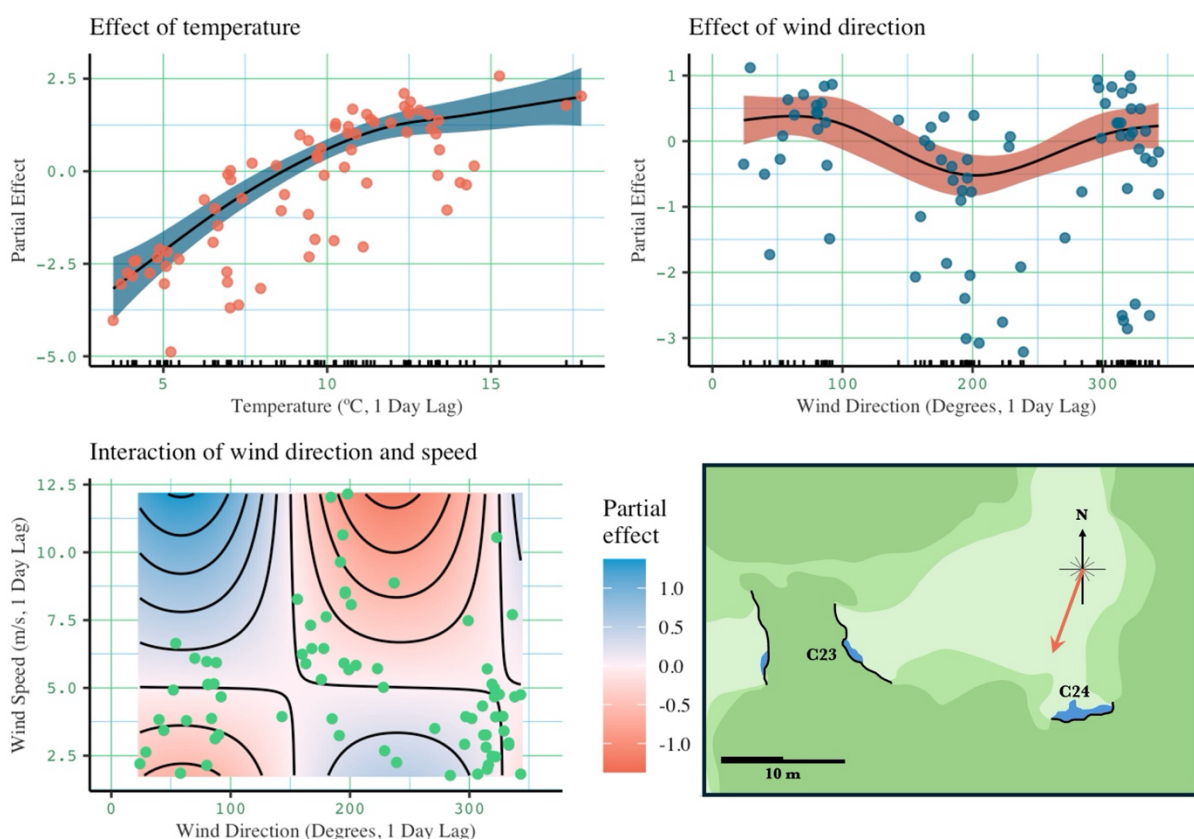 Effect of temperature
2.5
0.0
−2.5
−5.0
Partial Effect
5
10
15
Temperature (ºC, 1 Day Lag)
Effect of wind direction
1
0
−1
−2
−3
Partial Effect
0
100
200
300
Wind Direction (Degrees, 1 Day Lag)
Interaction of wind direction and speed
12.5
10.0
7.5
5.0
2.5
Wind Speed (m/s, 1 Day Lag)
0
100
200
300
Wind Direction (Degrees, 1 Day Lag)
Partial
effect
1.0
0.5
0.0
-0.5
-1.0
N
C23
C24
10 m